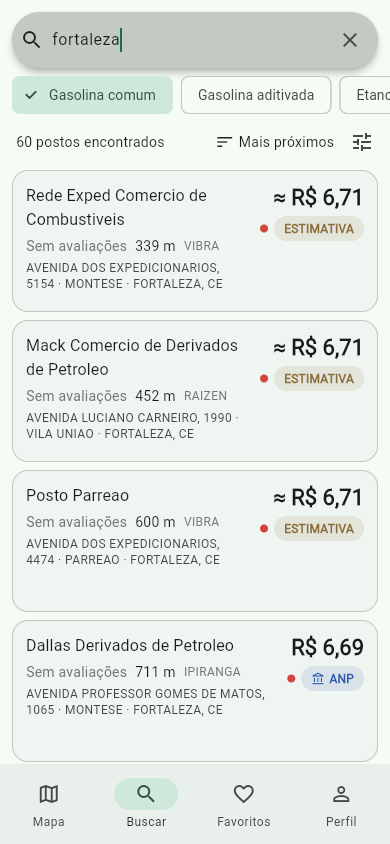 fortaleza
Gasolina comum
Gasolina aditivada
Etano
60 postos encontrados
Mais próximos
Rede Exped Comercio de
Combustiveis
≈ R$ 6,71
Sem avaliações 339 m VIBRA
ESTIMATIVA
AVENIDA DOS EXPEDICIONARIOS,
5154 · MONTESE · FORTALEZA, CE
Mack Comercio de Derivados
de Petroleo
≈ R$ 6,71
Sem avaliações 452 m RAIZEN
ESTIMATIVA
AVENIDA LUCIANO CARNEIRO, 1990 ·
VILA UNIAO · FORTALEZA, CE
Posto Parreao
≈ R$ 6,71
Sem avaliações 600 m VIBRA
ESTIMATIVA
AVENIDA DOS EXPEDICIONARIOS,
4474 · PARREAO · FORTALEZA, CE
Dallas Derivados de Petroleo
R$ 6,69
Sem avaliações 711 m IPIRANGA
ANP
AVENIDA PROFESSOR GOMES DE MATOS,
1065 · MONTESE · FORTALEZA, CE
Mapa
Buscar
Favoritos
Perfil